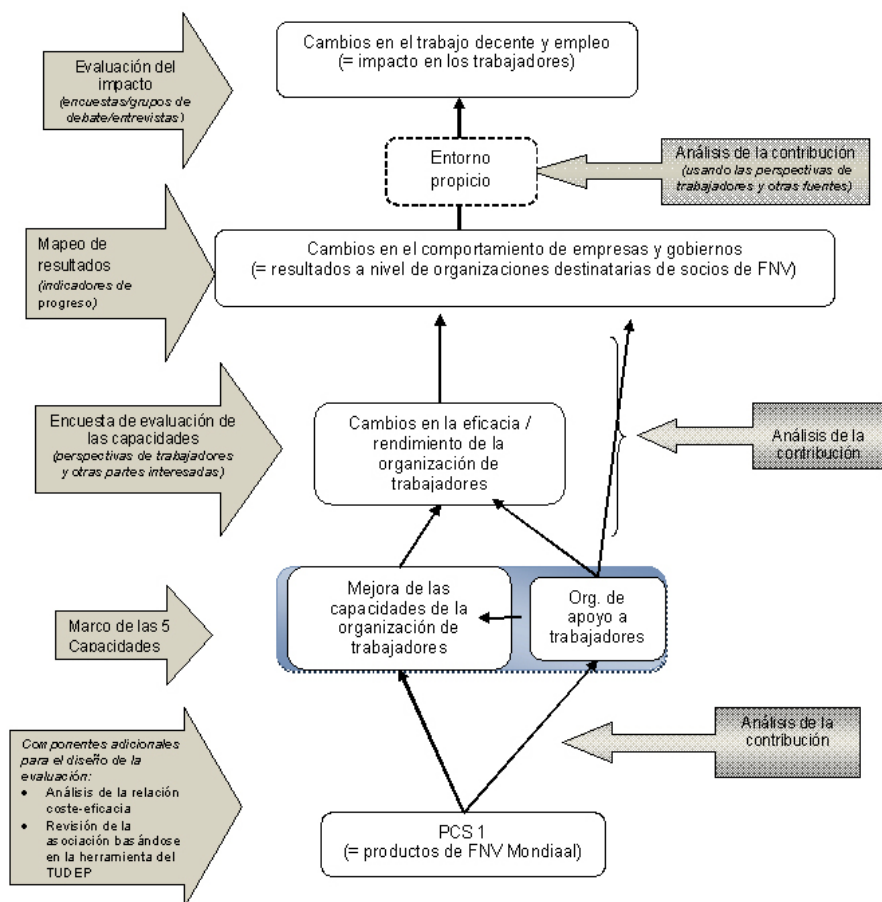 Cambios en el trabajo decente y empleo
(= impacto en los trabajadores)
Evaluación del
impacto
(encuestas/grupos de
debate/entrevistas)
Entorno
propicio
Análisis de la contribución
(usando las perspectivas de
trabajadores y otras fuentes)
Mapeo de
resultados
(indicadores de
progreso)
Cambios en el comportamiento de empresas y gobiernos
(= resultados a nivel de organizaciones destinatarias de socios de FNV)
Encuesta de evaluación de
las capacidades
(perspectivas de trabajadores
y otras partes interesadas)
Cambios en la eficacia /
rendimiento de la
organización de
trabajadores
Análisis de la
contribución
Marco de las 5
Capacidades
Mejora de las
capacidades de la
organización de
trabajadores
Org. de
apoyo a
trabajadores
Análisis de la
contribución
Componentes adicionales
para el diseño de la
evaluación:
• Análisis de la relación
coste-eficacia
• Revisión de la
asociación basándose
en la herramienta del
TUDEP
PCS 1
(= productos de FNV Mondiaal)